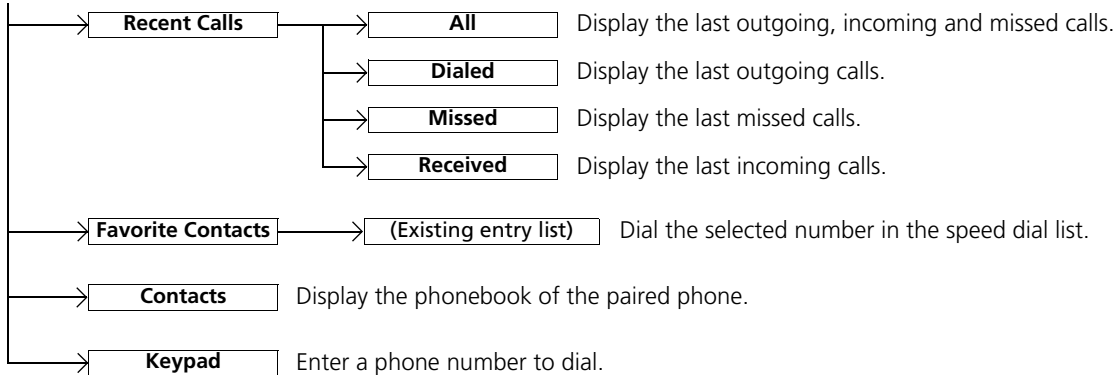 Recent Calls All Display the last outgoing, incoming and missed calls.
Dialed Display the last outgoing calls.
Missed Display the last missed calls.
Received Display the last incoming calls.
Favorite Contacts (Existing entry list) Dial the selected number in the speed dial list.
Contacts Display the phonebook of the paired phone.
Keypad Enter a phone number to dial.